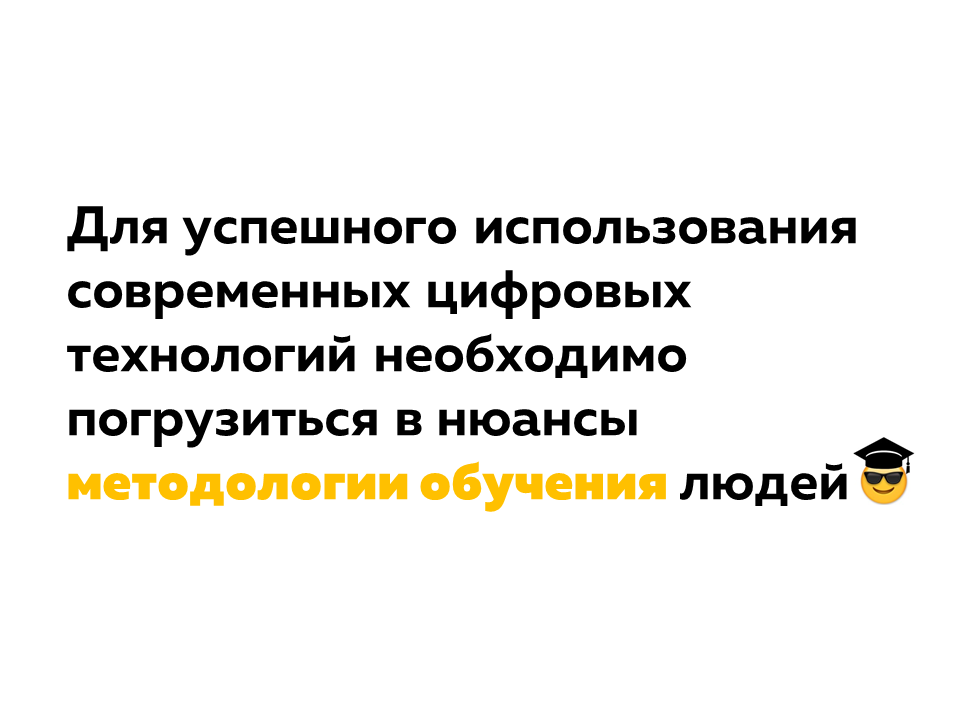 Для успешного использования
современных цифровых
технологий необходимо
погрузиться в нюансы
методологии обучения людей